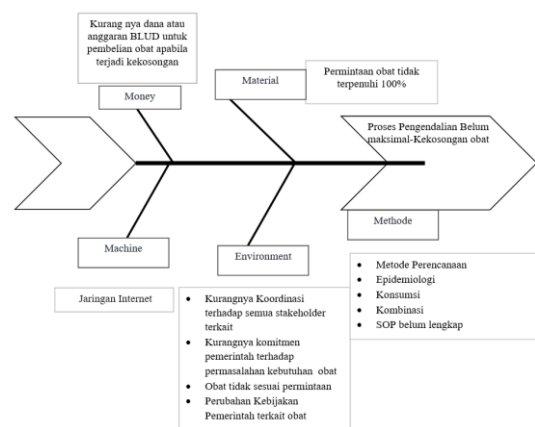 Kurang nya dana atau
anggaran BLUD untuk
pembelian obat apabila
terjadi kekosongan
Money
Material
Permintaan obat tidak
terpenuhi 100%
Proses Pengendalian Belum
maksimal-Kekosongan obat
Machine
Environment
Methode
Jaringan Internet
• Kurangnya Koordinasi
terhadap semua stakeholder
terkait
• Kurangnya komitmen
pemerintah terhadap
permasalahan kebutuhan obat
• Obat tidak sesuai permintaan
• Perubahan Kebijakan
Pemerintah terkait obat
• Metode Perencanaan
• Epidemiologi
• Konsumsi
• Kombinasi
• SOP belum lengkap